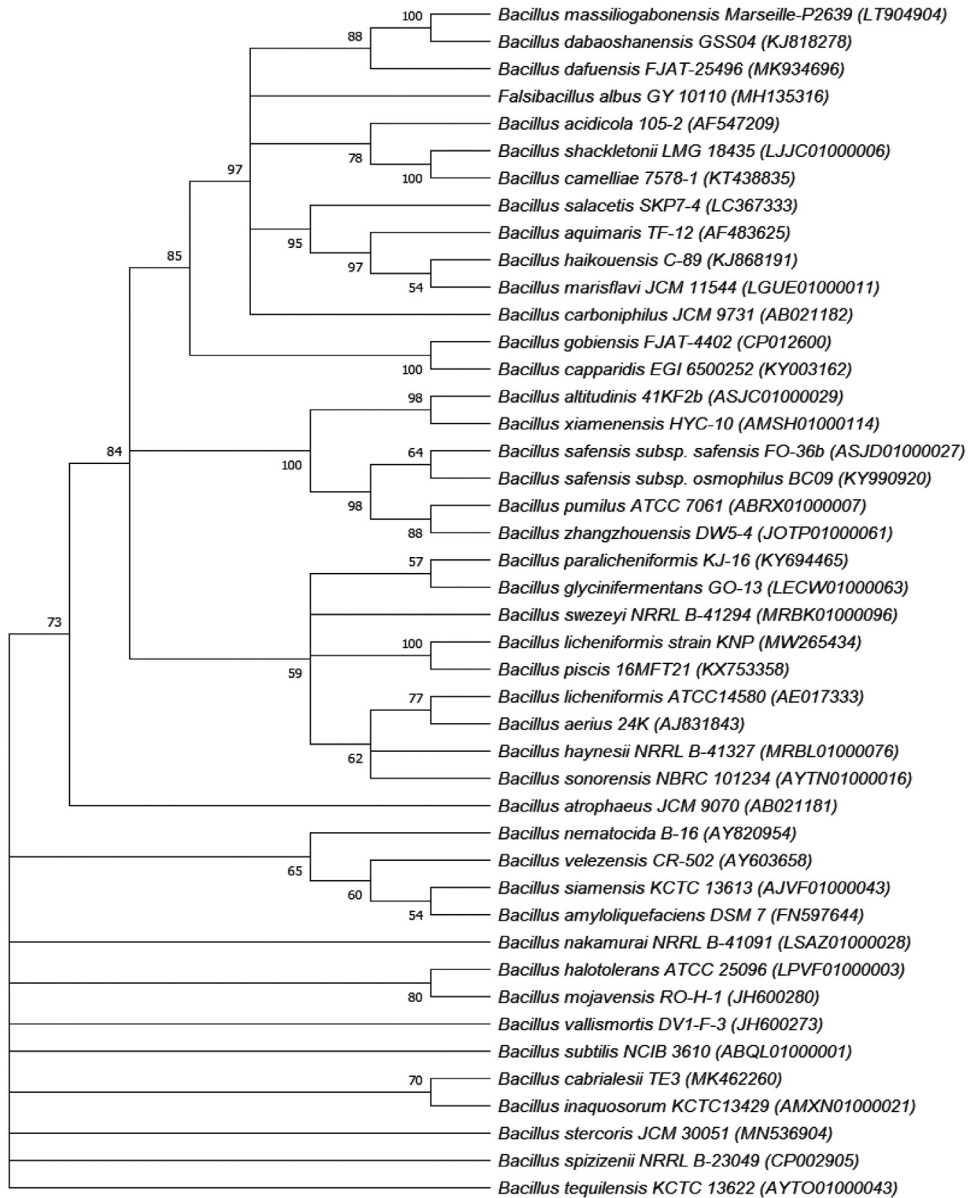 100
Bacillus massiliogabonensis Marseille-P2639 (LT904904)
88
Bacillus dabaoshanensis GSS04 (KJ818278)
Bacillus dafuensis FJAT-25496 (MK934696)
Falsibacillus albus GY 10110 (MH135316)
Bacillus acidicola 105-2 (AF547209)
78
Bacillus shackletonii LMG 18435 (LJJC01000006)
97
100
Bacillus camelliae 7578-1 (KT438835)
Bacillus salacetis SKP7-4 (LC367333)
95
Bacillus aquimaris TF-12 (AF483625)
85
97
Bacillus haikouensis C-89 (KJ868191)
54
Bacillus marisflavi JCM 11544 (LGUE01000011)
Bacillus carboniphilus JCM 9731 (AB021182)
Bacillus gobiensis FJAT-4402 (CP012600)
100
Bacillus capparidis EGI 6500252 (KY003162)
98
Bacillus altitudinis 41KF2b (ASJC01000029)
Bacillus xiamenensis HYC-10 (AMSH01000114)
84
100
64
Bacillus safensis subsp. safensis FO-36b (ASJD01000027)
Bacillus safensis subsp. osmophilus BC09 (KY990920)
98
Bacillus pumilus ATCC 7061 (ABRX01000007)
88
Bacillus zhangzhouensis DW5-4 (JOTP01000061)
57
Bacillus paralicheniformis KJ-16 (KY694465)
Bacillus glycinifermentans GO-13 (LECW01000063)
73
Bacillus swezeyi NRRL B-41294 (MRBK01000096)
100
Bacillus licheniformis strain KNP (MW265434)
59
Bacillus piscis 16MFT21 (KX753358)
77
Bacillus licheniformis ATCC14580 (AE017333)
Bacillus aerius 24K (AJ831843)
62
Bacillus haynesii NRRL B-41327 (MRBL01000076)
Bacillus sonorensis NBRC 101234 (AYTN01000016)
Bacillus atrophaeus JCM 9070 (AB021181)
Bacillus nematocida B-16 (AY820954)
65
Bacillus velezensis CR-502 (AY603658)
60
Bacillus siamensis KCTC 13613 (AJVF01000043)
54
Bacillus amyloliquefaciens DSM 7 (FN597644)
Bacillus nakamurai NRRL B-41091 (LSAZ01000028)
Bacillus halotolerans ATCC 25096 (LPVF01000003)
80
Bacillus mojavensis RO-H-1 (JH600280)
Bacillus vallismortis DV1-F-3 (JH600273)
Bacillus subtilis NCIB 3610 (ABQL01000001)
70
Bacillus cabrialesii TE3 (MK462260)
Bacillus inaquosorum KCTC13429 (AMXN01000021)
Bacillus stercoris JCM 30051 (MN536904)
Bacillus spizizenii NRRL B-23049 (CP002905)
Bacillus tequilensis KCTC 13622 (AYTO01000043)